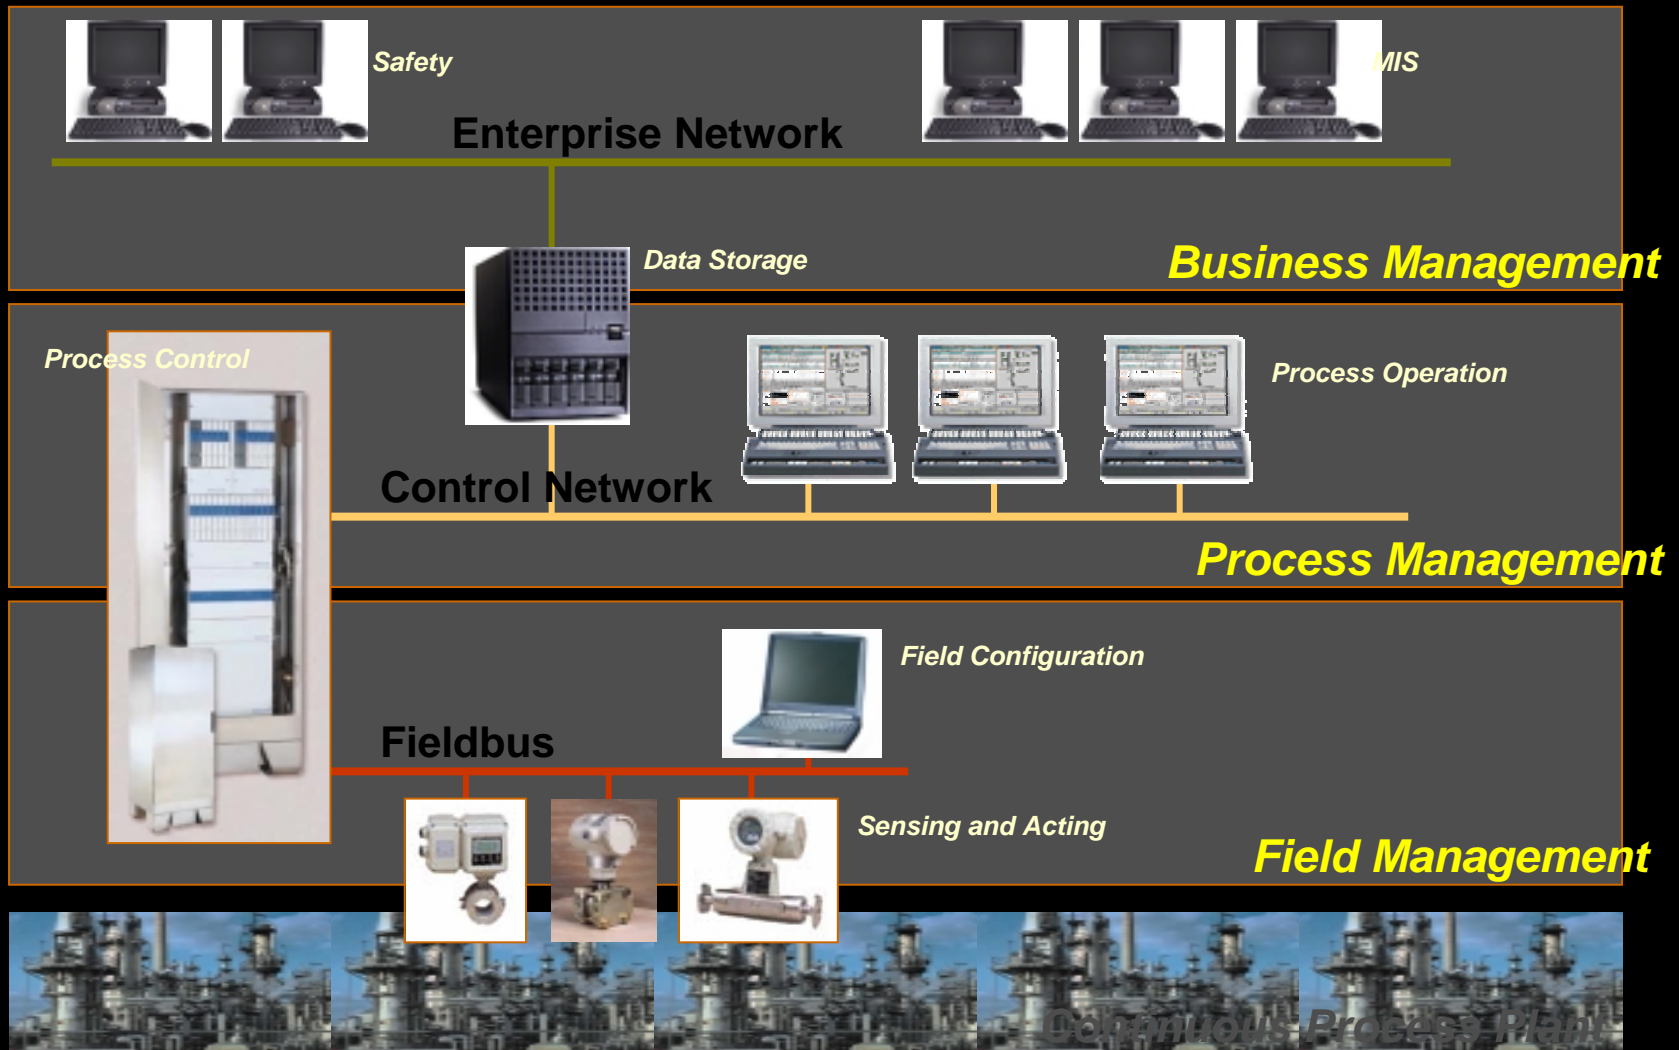 Safety
MIS
Enterprise Network
Data Storage
Business Management
Process Control
Process Operation
Control Network
Process Management
Field Configuration
Fieldbus
Sensing and Acting
Field Management
Continuous Process Plant